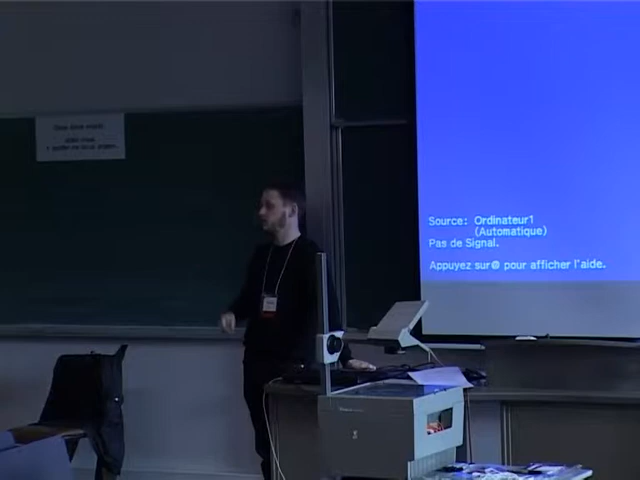 Source: Ordinateur1
(Automatique)
Pas de Signal.
Appuyez sur@ pour afficher l'aide.